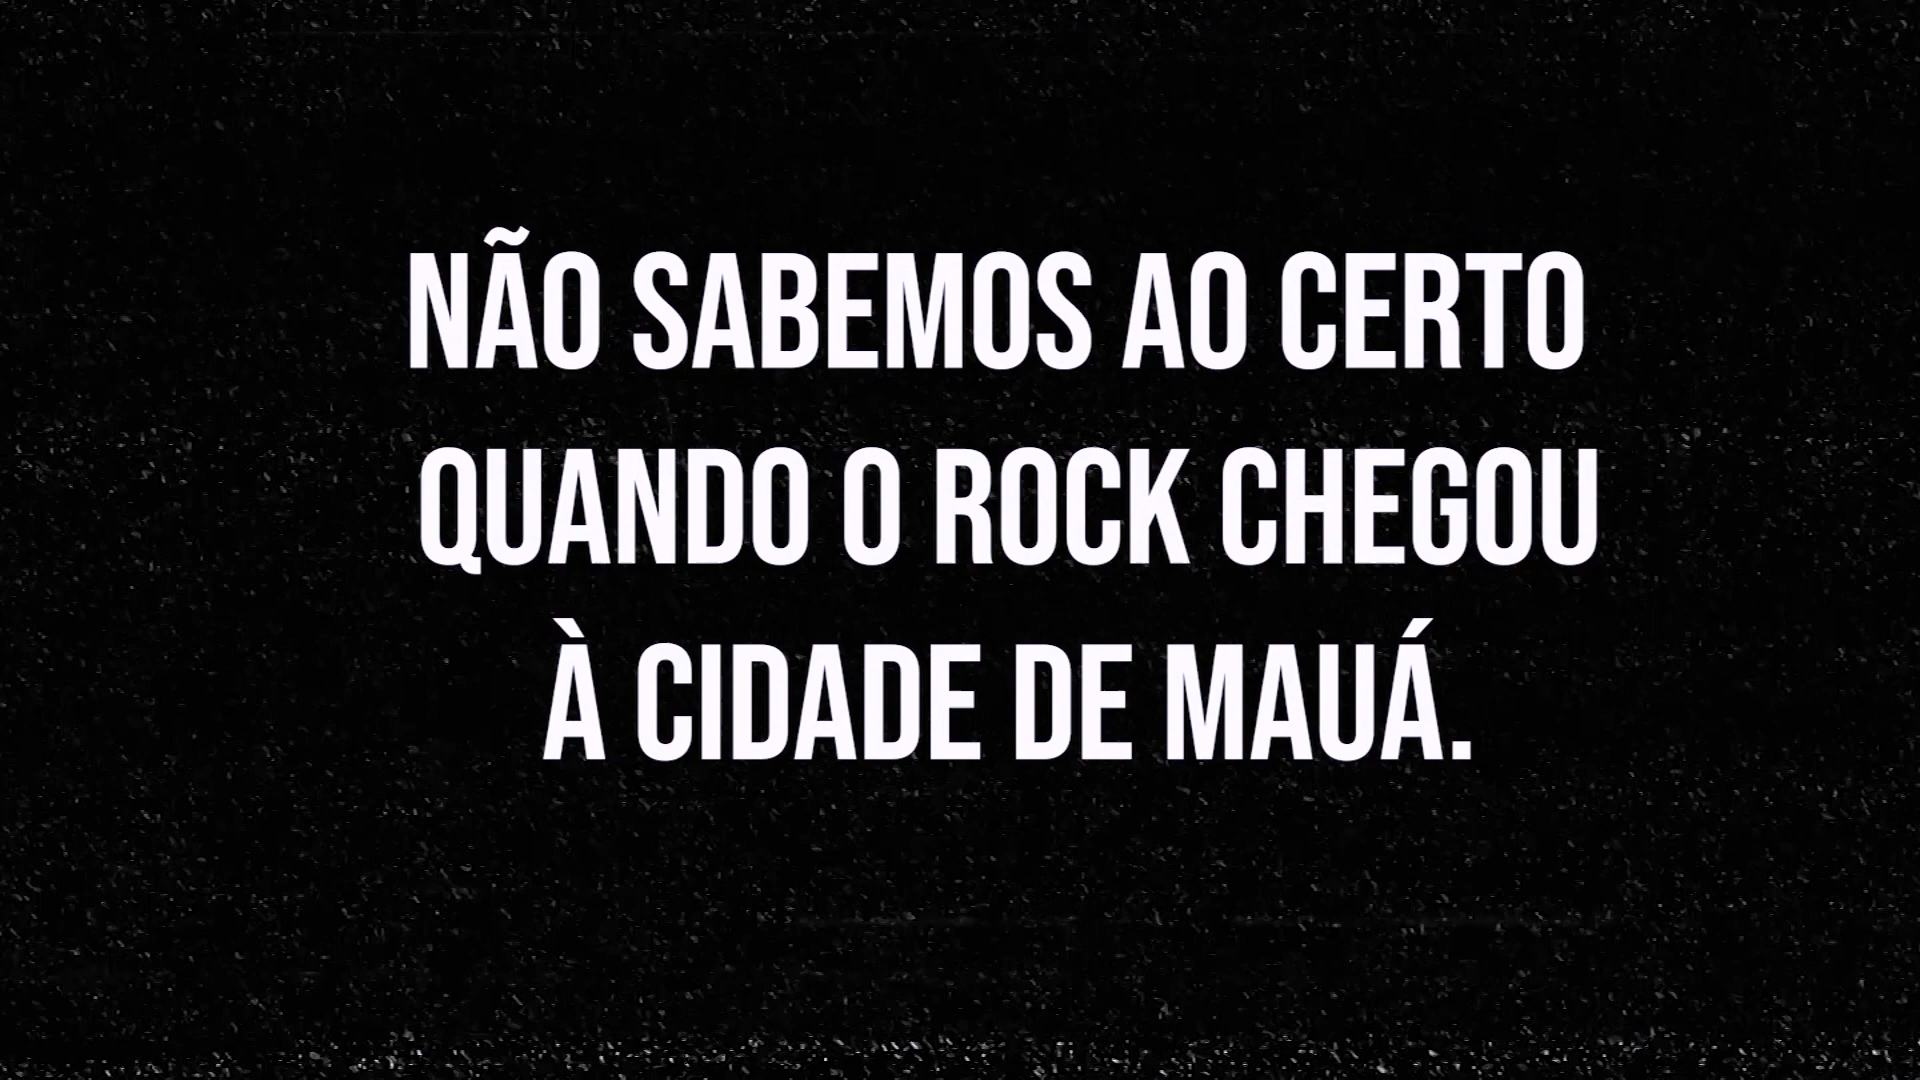 NÃO SABEMOS AO CERTO
QUANDO O ROCK CHEGOU
À CIDADE DE MAUÁ.